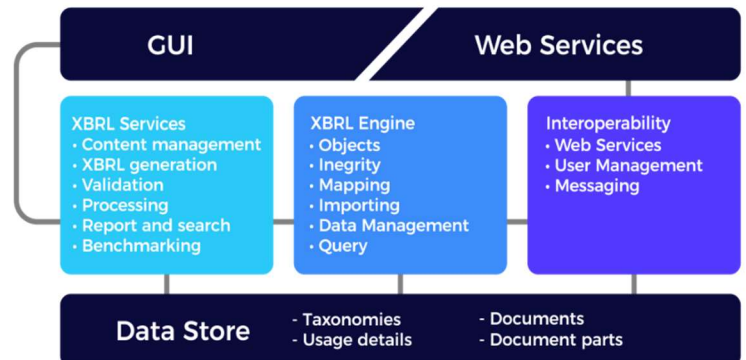 GUI
Web Services
XBRL Services
• Content management
• XBRL generation
• Validation
• Processing
• Report and search
• Benchmarking
XBRL Engine
• Objects
• Inegrity
• Mapping
• Importing
• Data Management
• Query
Interoperability
• Web Services
• User Management
• Messaging
Data Store
- Taxonomies
- Usage details
- Documents
- Document parts